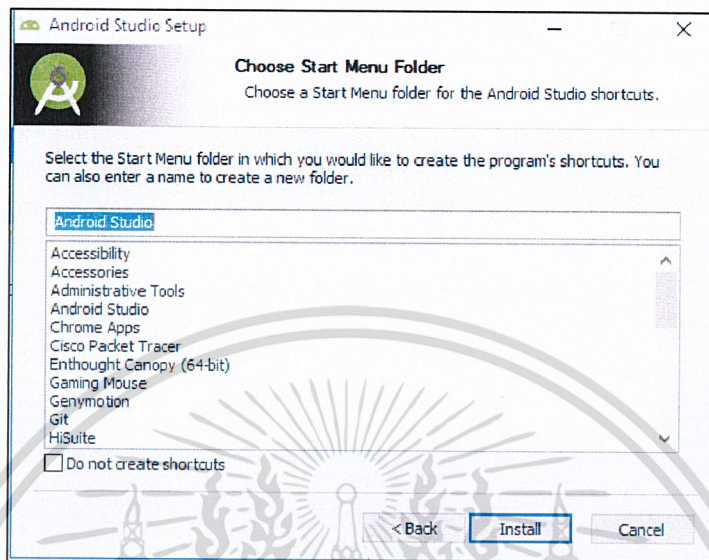 Android Studio Setup
Choose Start Menu Folder
Choose a Start Menu folder for the Android Studio shortcuts.
Select the Start Menu folder in which you would like to create the program's shortcuts. You
can also enter a name to create a new folder.
Android Studio
Accessibility
Accessories
Administrative Tools
Android Studio
Chrome Apps
Cisco Packet Tracer
Enthought Canopy (64-bit)
Gaming Mouse
Genymotion
Git
HiSuite
Do not create shortcuts
< Back
Install
Cancel